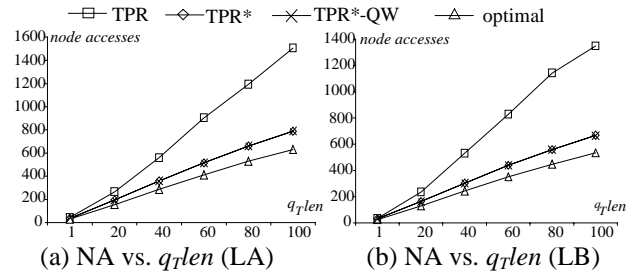 TPR TPR* TPR*-QW optimal
node accesses
1600
1400
1200
1000
800
600
400
200
0
1 20 40 60 80 100
qTlen
(a) NA vs. qTlen (LA)
node accesses
1400
1200
1000
800
600
400
200
0
1 20 40 60 80 100
qTlen
(b) NA vs. qTlen (LB)